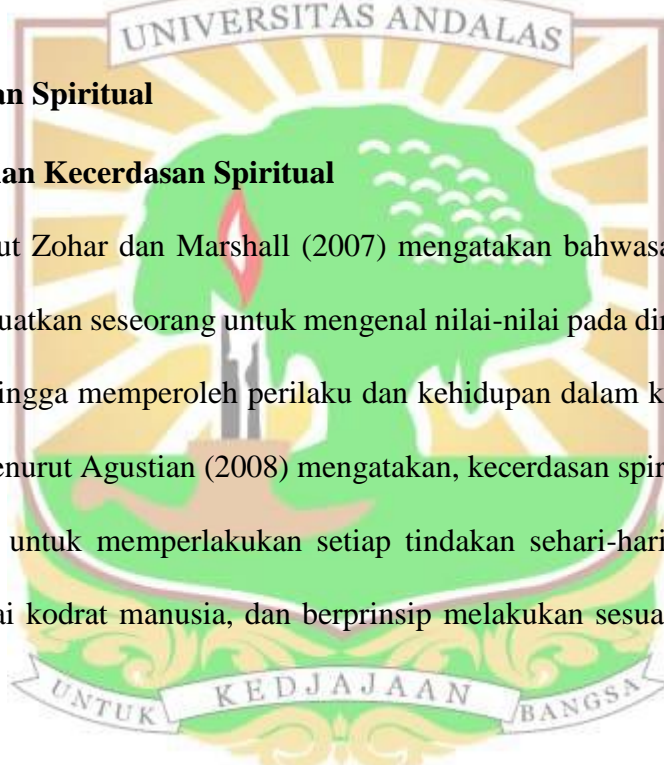 UNIVERSITAS ANDALAS
an Spiritual
an Kecerdasan Spiritual
ut Zohar dan Marshall (2007) mengatakan bahwasa
uatkan seseorang untuk mengenal nilai-nilai pada dir
ingga memperoleh perilaku dan kehidupan dalam k
enurut Agustian (2008) mengatakan, kecerdasan spir
untuk memperlakukan setiap tindakan sehari-hari
ai kodrat manusia, dan berprinsip melakukan sesua
UNTUK KEDJAJAAN BANGSA